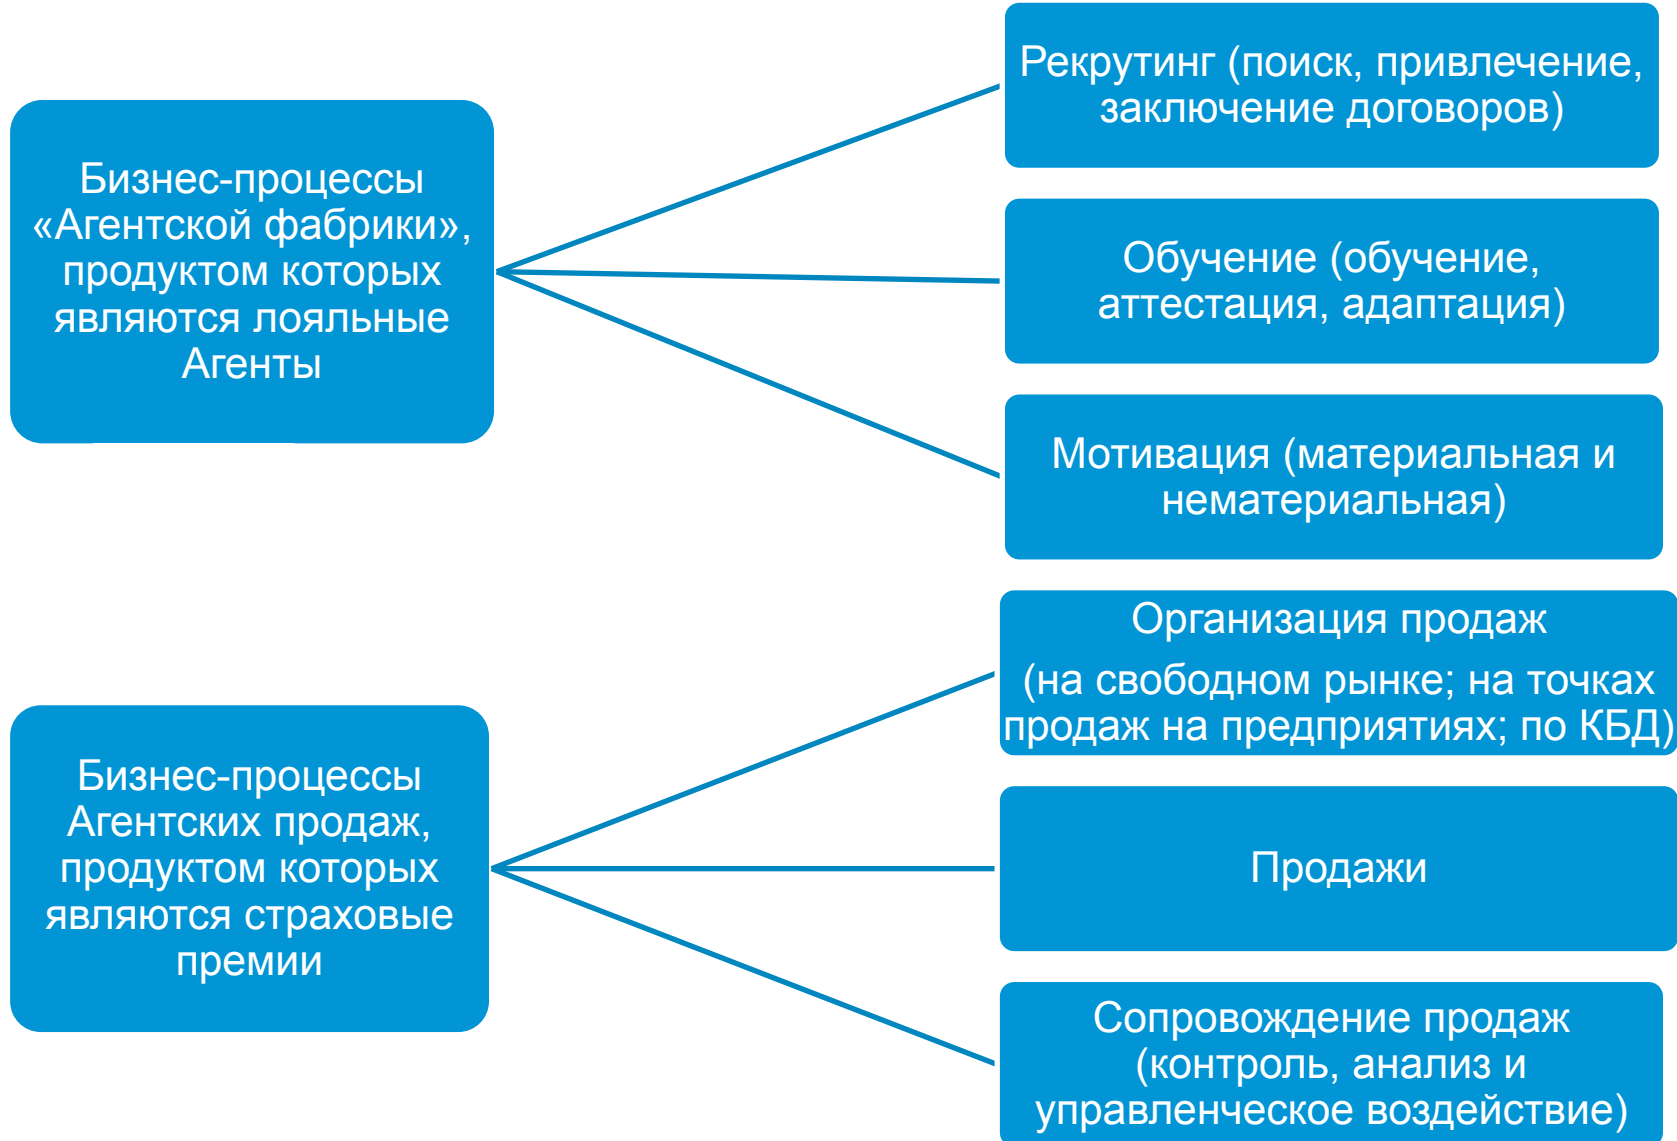 Бизнес-процессы
«Агентской фабрики»,
продуктом которых
являются лояльные
Агенты
Рекрутинг (поиск, привлечение,
заключение договоров)
Обучение (обучение,
аттестация, адаптация)
Мотивация (материальная и
нематериальная)
Бизнес-процессы
Агентских продаж,
продуктом которых
являются страховые
премии
Организация продаж
(на свободном рынке; на точках
продаж на предприятиях; по КБД)
Продажи
Сопровождение продаж
(контроль, анализ и
управленческое воздействие)